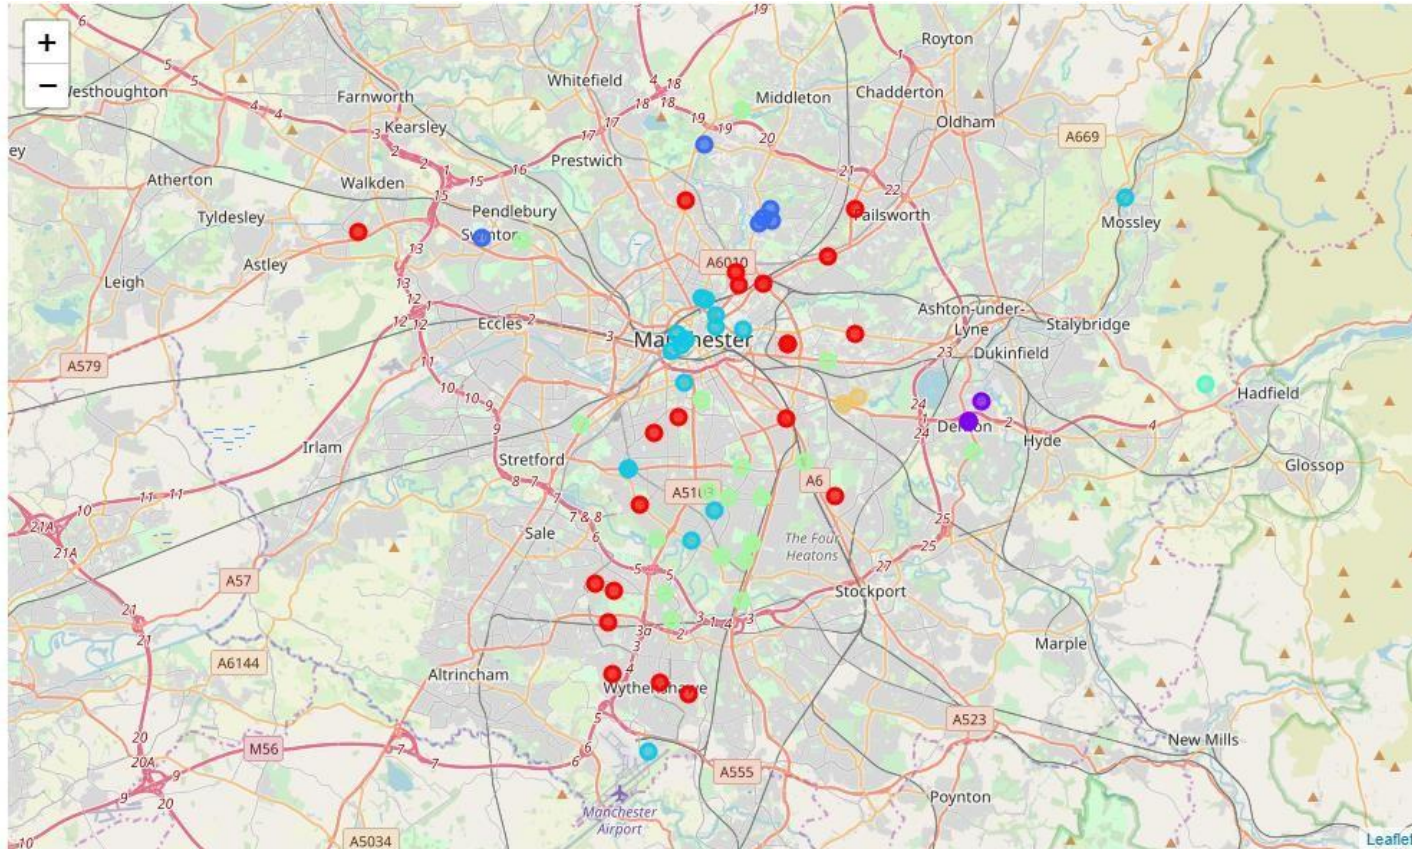 +
−
Westhoughton
Farnworth
Kearsley
Whitefield
Middleton
Royton
Chadderton
Oldham
A669
Prestwich
Atherton
Walkden
Tyldesley
Pendlebury
Swinton
Failsworth
Mossley
Astley
Leigh
A6010
Eccles
Manchester
Ashton-under-
Lyne
Stalybridge
Dukinfield
A579
Hadfield
Irlam
Stretford
Denton
Hyde
Glossop
A5103
A6
Sale
The Four
Heatons
A57
Stockport
Marple
A6144
Altrincham
Wythenshawe
A523
New Mills
M56
A555
Poynton
Manchester
Airport
A5034
Leaflet